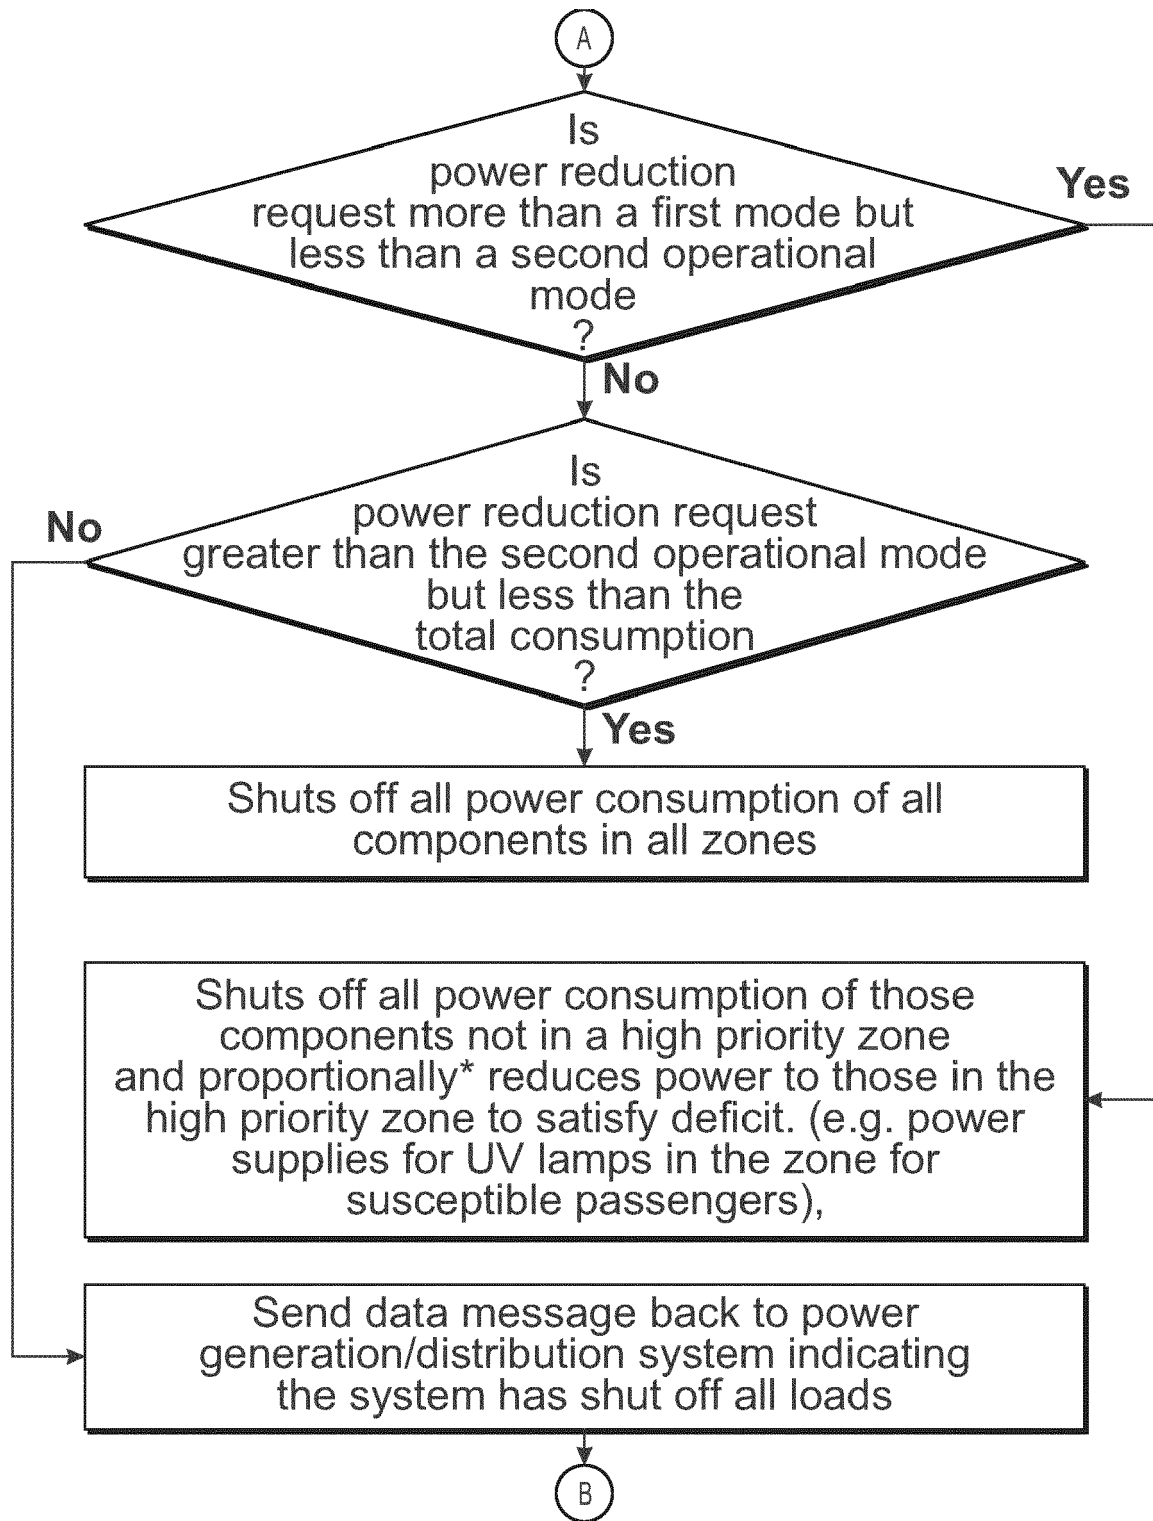 A
Is
power reduction
request more than a first mode but
less than a second operational
mode
?
Yes
No
Is
power reduction request
greater than the second operational mode
but less than the
total consumption
?
No
Yes
Shuts off all power consumption of all
components in all zones
Shuts off all power consumption of those
components not in a high priority zone
and proportionally* reduces power to those in the
high priority zone to satisfy deficit. (e.g. power
supplies for UV lamps in the zone for
susceptible passengers),
Send data message back to power
generation/distribution system indicating
the system has shut off all loads
B